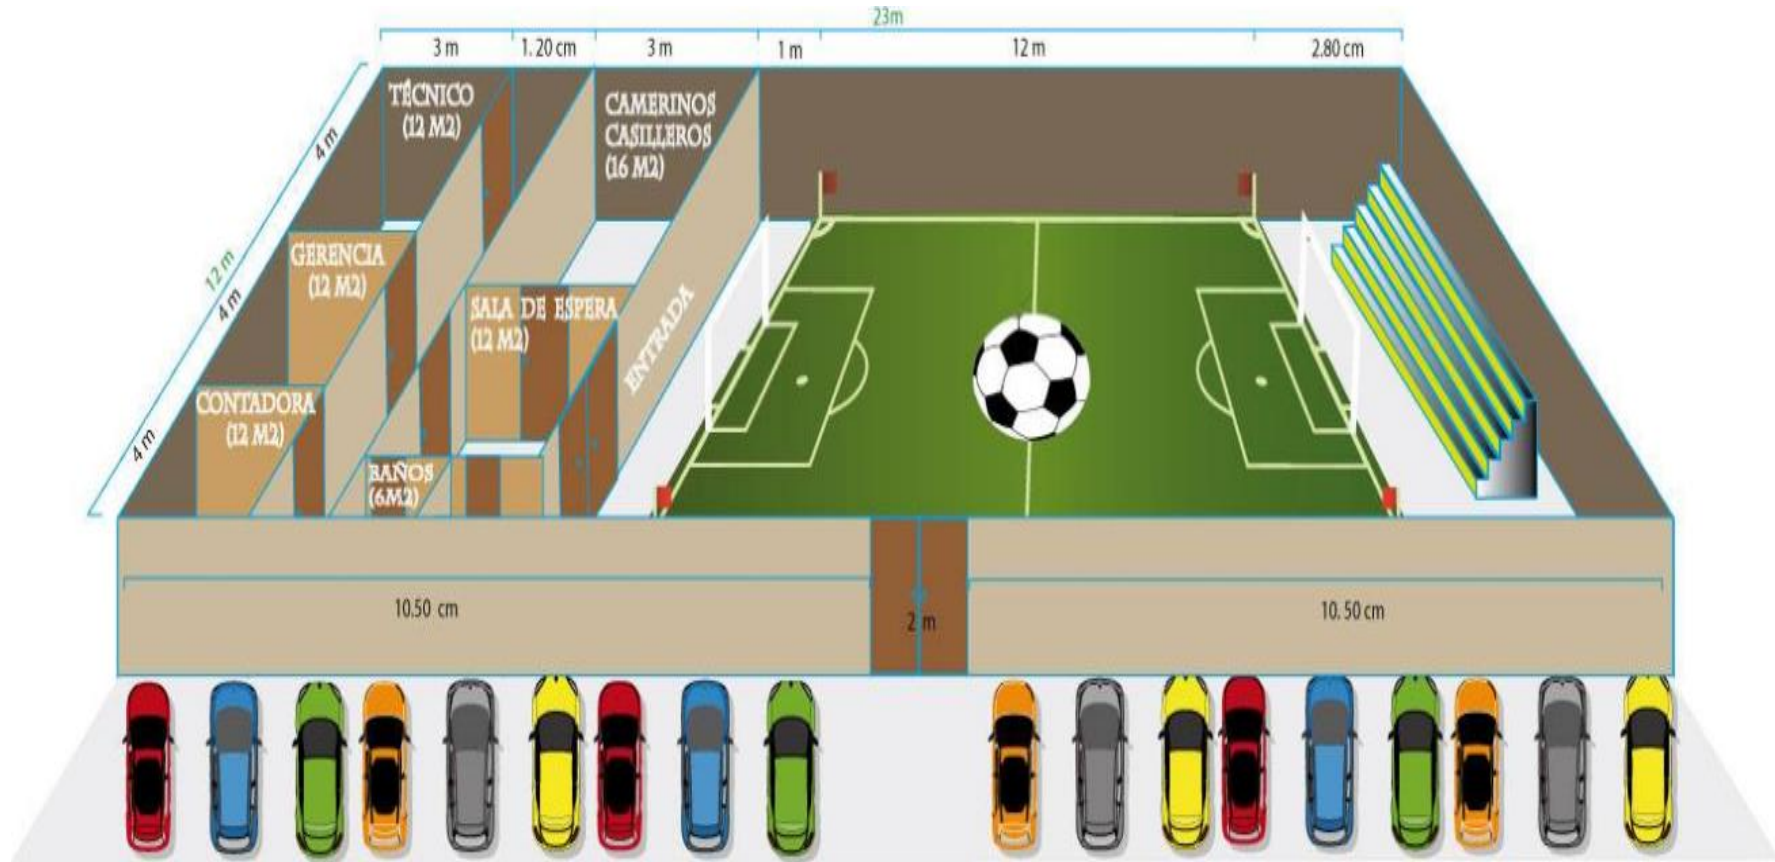 23m
3 m
1. 20 cm
3 m
1 m
12 m
2.80 cm
TÉCNICO
(12 M2)
CAMERINOS
CASILLEROS
(16 M2)
4 m
12 m
4 m
4 m
GERENCIA
(12 M2)
SALA DE ESPERA
(12 M2)
ENTRADA
CONTADORA
(12 M2)
BAÑOS
(6M2)
10.50 cm
2 m
10. 50 cm